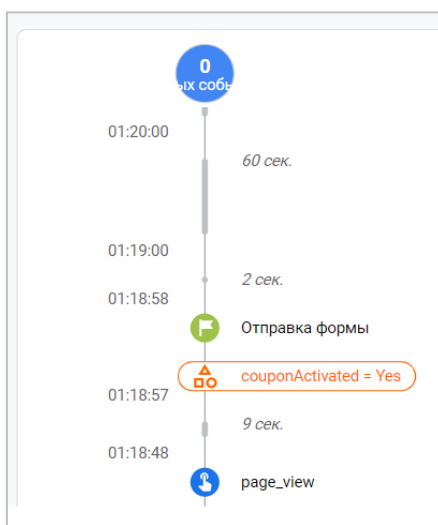 0
ых собы
01:20:00
60 сек.
01:19:00
2 сек.
01:18:58
Отправка формы
couponActivated = Yes
01:18:57
9 сек.
01:18:48
page_view